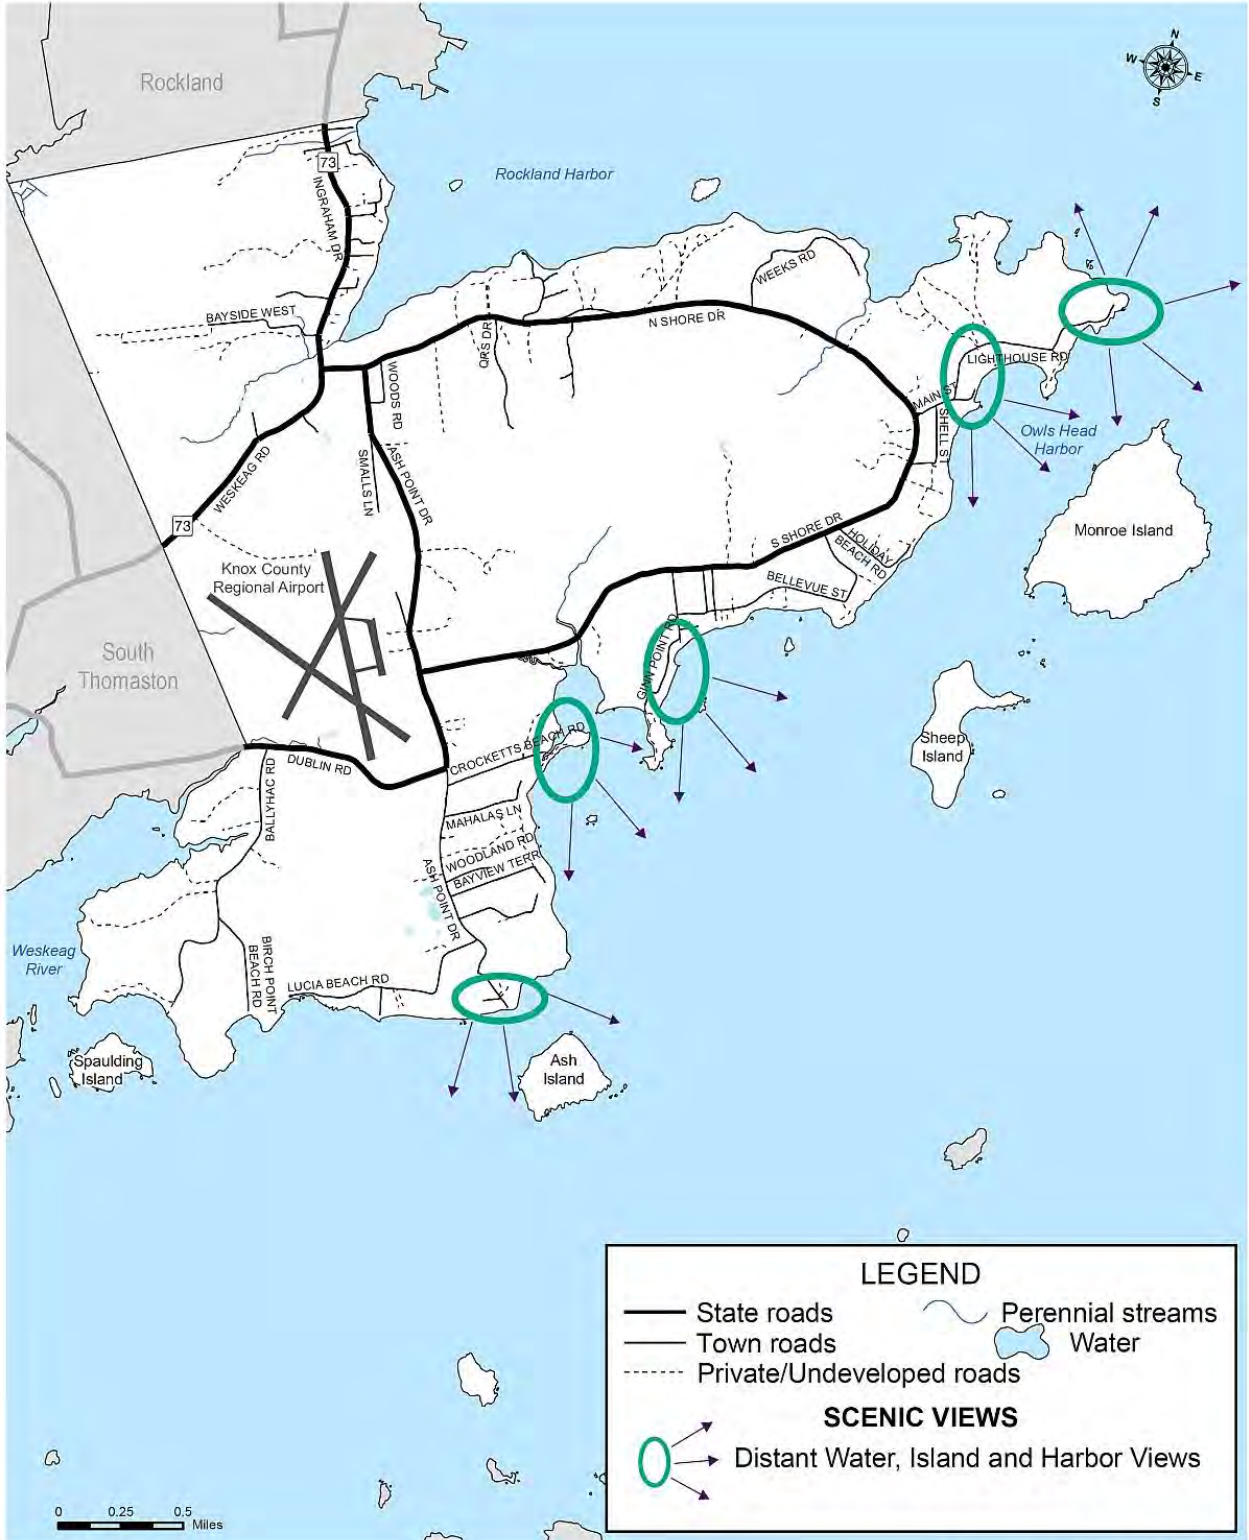 N
W
E
S
Rockland
73
INGRAHAM DR
Rockland Harbor
WEEKS RD
BAYSIDE WEST
N SHORE DR
QRS DR
LIGHTHOUSE RD
WOODS RD
MAIN ST
SHELL S
Owls Head
Harbor
WESKEAG RD
SMALLS LN
ASH POINT DR
73
S SHORE DR
HOLIDAY
BEACH RD
Monroe Island
Knox County
Regional Airport
BELLEVUE ST
South
Thomaston
GINN POINT RD
CROCKETTS BEACH RD
Sheep
Island
DUBLIN RD
BALLYHAC RD
MAHALAS LN
WOODLAND RD
BAYVIEW TERR
ASH POINT DR
Weskeag
River
BIRCH POINT
BEACH RD
LUCIA BEACH RD
Spaulding
Island
Ash
Island
LEGEND
State roads
Perennial streams
Town roads
Water
Private/Undeveloped roads
SCENIC VIEWS
Distant Water, Island and Harbor Views
0 0.25 0.5
Miles